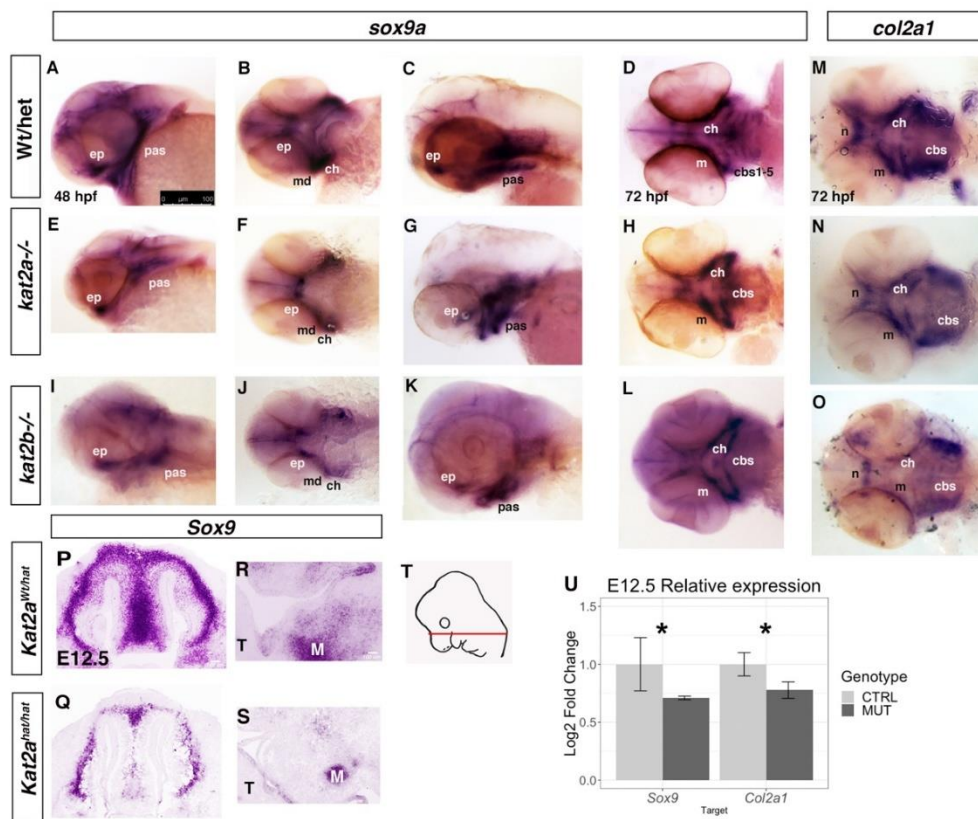 sox9a
col2a1
Wt/het
A
B
C
D
M
ep
pas
48 hpf
μm
100
ep
md
ch
ep
pas
ch
m
cbs1-5
72 hpf
n
ch
cbs
m
72 hpf
kat2a-/-
E
F
G
H
N
ep
pas
ep
md
ch
ep
pas
ch
cbs
m
n
ch
cbs
m
kat2b-/-
I
J
K
L
O
ep
pas
ep
md
ch
ep
pas
ch
cbs
m
n
ch
m
cbs
Sox9
Kat2a^Wt/hat
P
E12.5
R
T
M
T
Kat2a^hat/hat
Q
S
T
M
U
E12.5 Relative expression
Log2 Fold Change
1.5
1.0
0.5
0.0
*
*
Sox9
Col2a1
Target
Genotype
CTRL
MUT